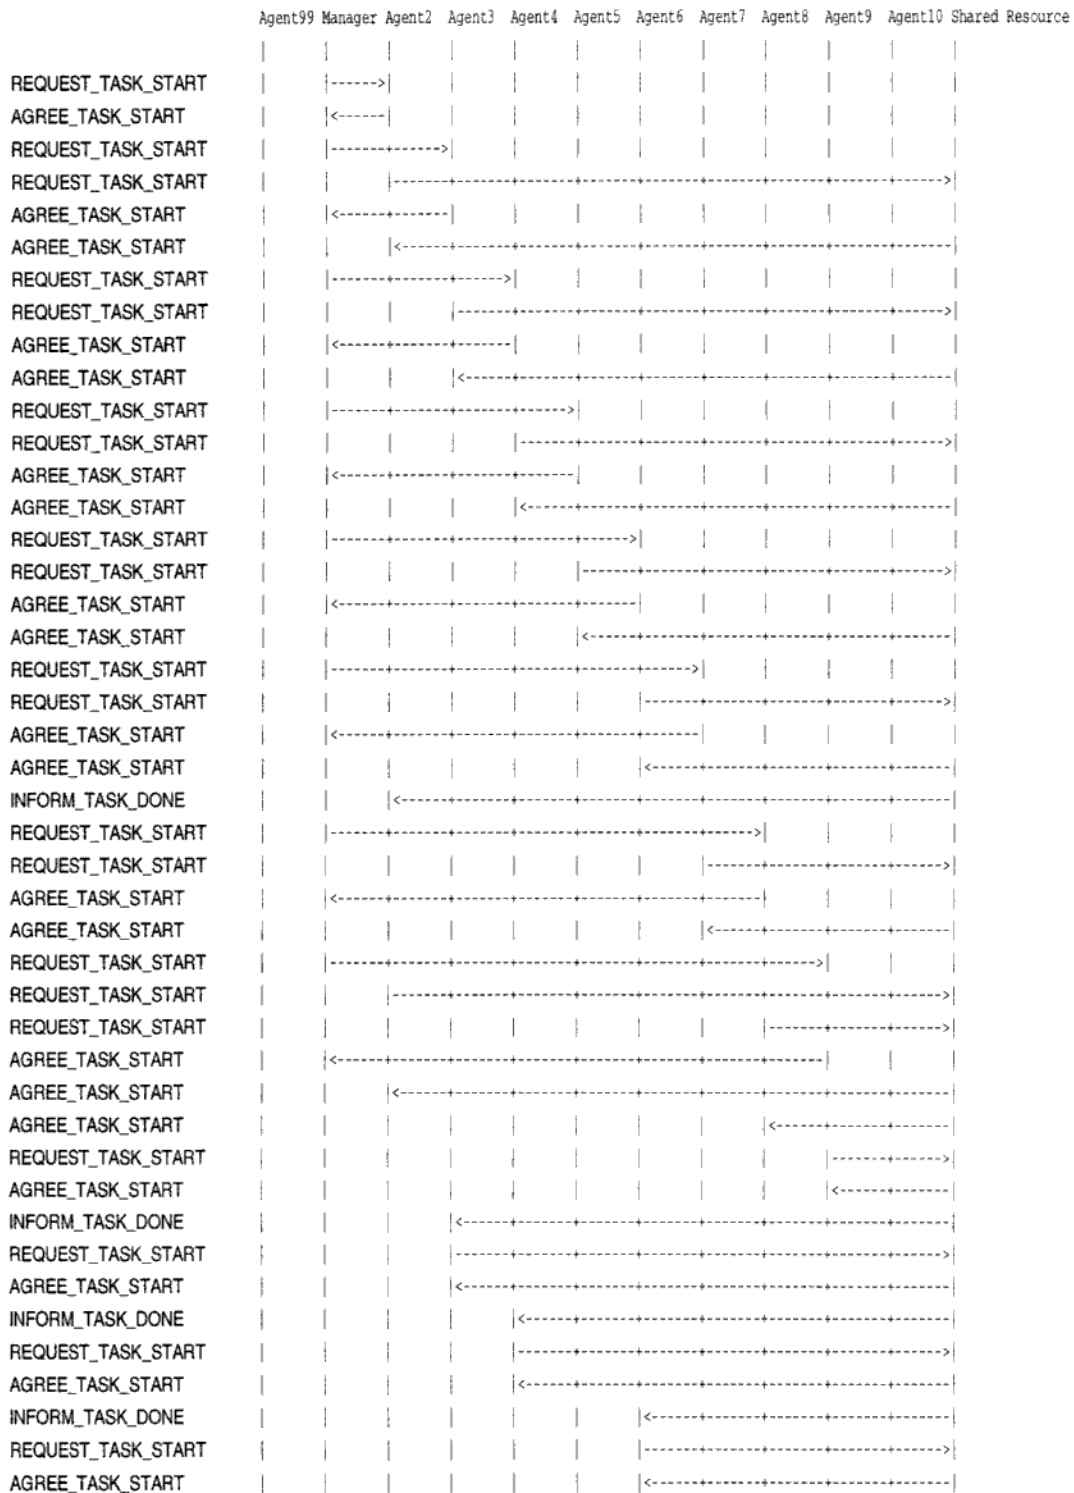 Agent99 Manager Agent2 Agent3 Agent4 Agent5 Agent6 Agent7 Agent8 Agent9 Agent10 Shared Resource
REQUEST_TASK_START
AGREE_TASK_START
REQUEST_TASK_START
REQUEST_TASK_START
AGREE_TASK_START
AGREE_TASK_START
REQUEST_TASK_START
REQUEST_TASK_START
AGREE_TASK_START
AGREE_TASK_START
REQUEST_TASK_START
REQUEST_TASK_START
AGREE_TASK_START
AGREE_TASK_START
REQUEST_TASK_START
REQUEST_TASK_START
AGREE_TASK_START
AGREE_TASK_START
REQUEST_TASK_START
REQUEST_TASK_START
AGREE_TASK_START
AGREE_TASK_START
INFORM_TASK_DONE
REQUEST_TASK_START
REQUEST_TASK_START
AGREE_TASK_START
AGREE_TASK_START
REQUEST_TASK_START
REQUEST_TASK_START
REQUEST_TASK_START
AGREE_TASK_START
AGREE_TASK_START
AGREE_TASK_START
REQUEST_TASK_START
AGREE_TASK_START
INFORM_TASK_DONE
REQUEST_TASK_START
AGREE_TASK_START
INFORM_TASK_DONE
REQUEST_TASK_START
AGREE_TASK_START
INFORM_TASK_DONE
REQUEST_TASK_START
AGREE_TASK_START